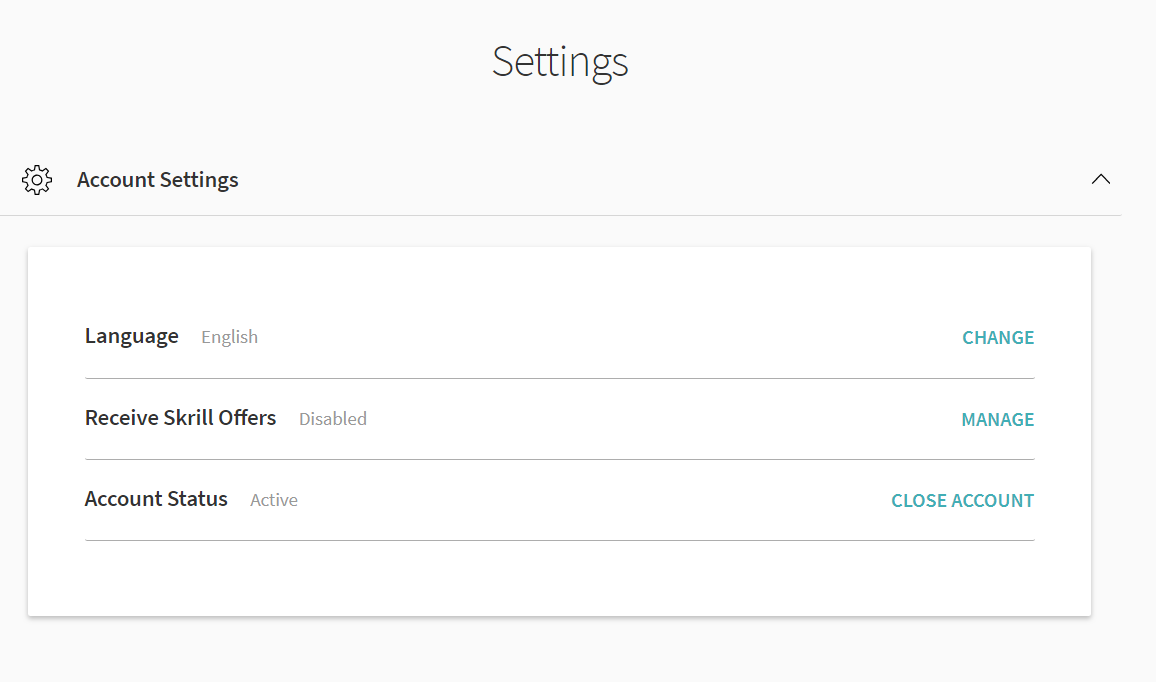 Settings
Account Settings
Language English CHANGE
Receive Skrill Offers Disabled MANAGE
Account Status Active CLOSE ACCOUNT